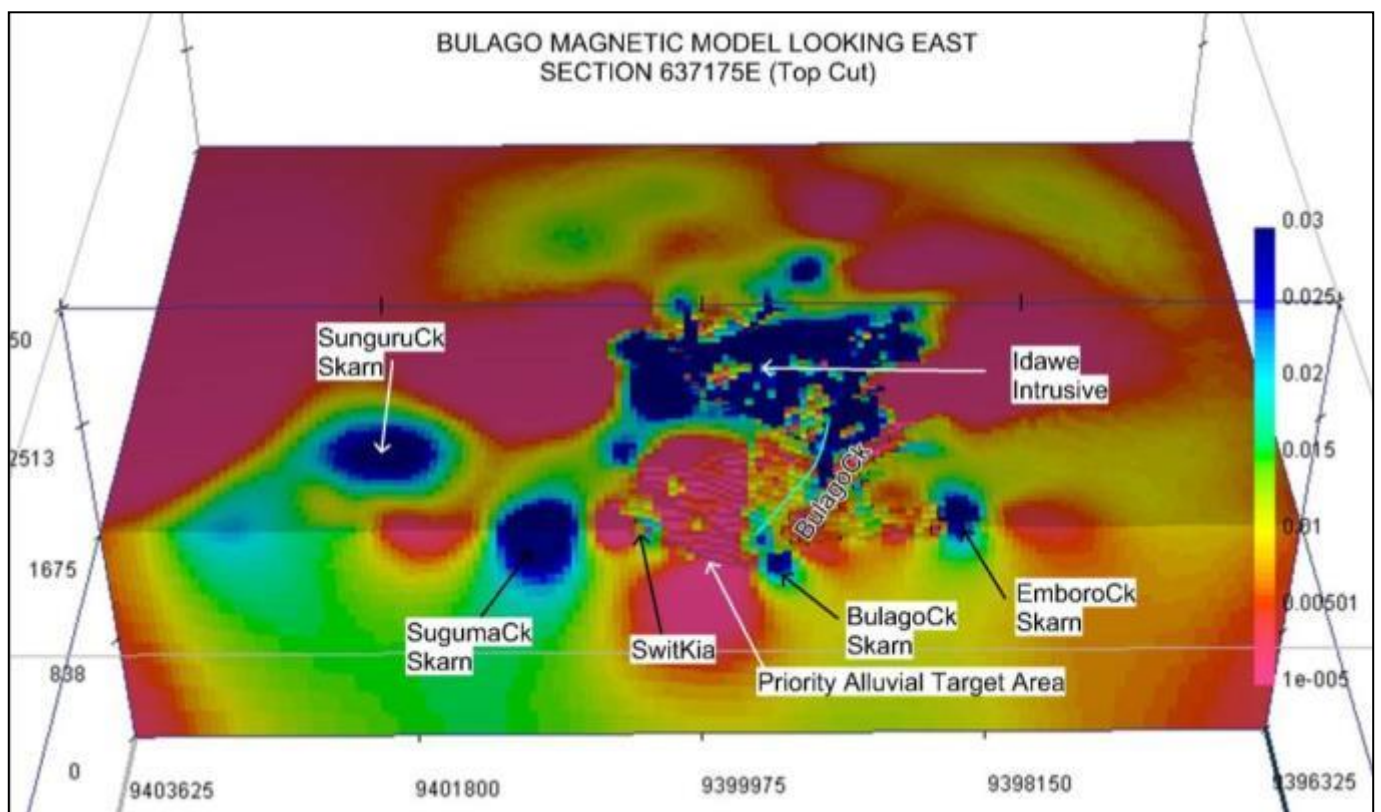 BULAGO MAGNETIC MODEL LOOKING EAST
SECTION 637175E (Top Cut)
0.03
0.025
0.02
0.015
0.01
0.00501
1e-005
50
2513
1675
838
0
SunguruCk
Skarn
Idawe
Intrusive
BulagoCk
SugumaCk
Skarn
SwitKia
BulagoCk
Skarn
EmboroCk
Skarn
Priority Alluvial Target Area
9403625
9401800
9399975
9398150
9396325